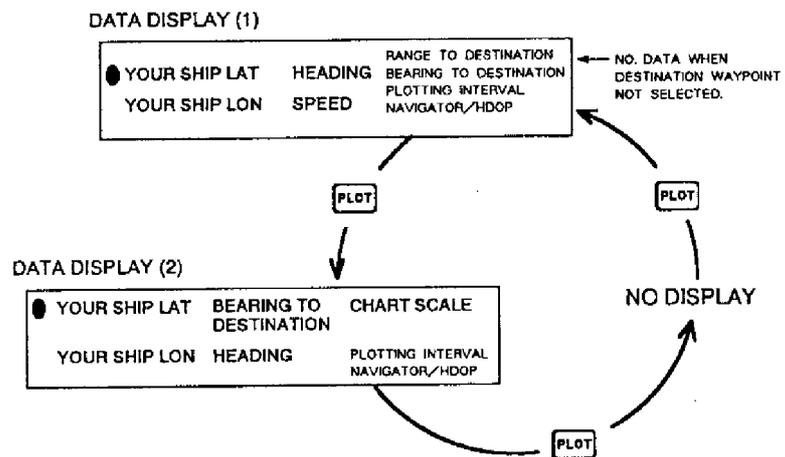 DATA DISPLAY (1)
YOUR SHIP LAT HEADING RANGE TO DESTINATION
BEARING TO DESTINATION
YOUR SHIP LON SPEED PLOTTING INTERVAL
NAVIGATOR/HDOP
NO. DATA WHEN
DESTINATION WAYPOINT
NOT SELECTED.
PLOT
PLOT
DATA DISPLAY (2)
YOUR SHIP LAT BEARING TO DESTINATION CHART SCALE
YOUR SHIP LON HEADING PLOTTING INTERVAL
NAVIGATOR/HDOP
NO DISPLAY
PLOT